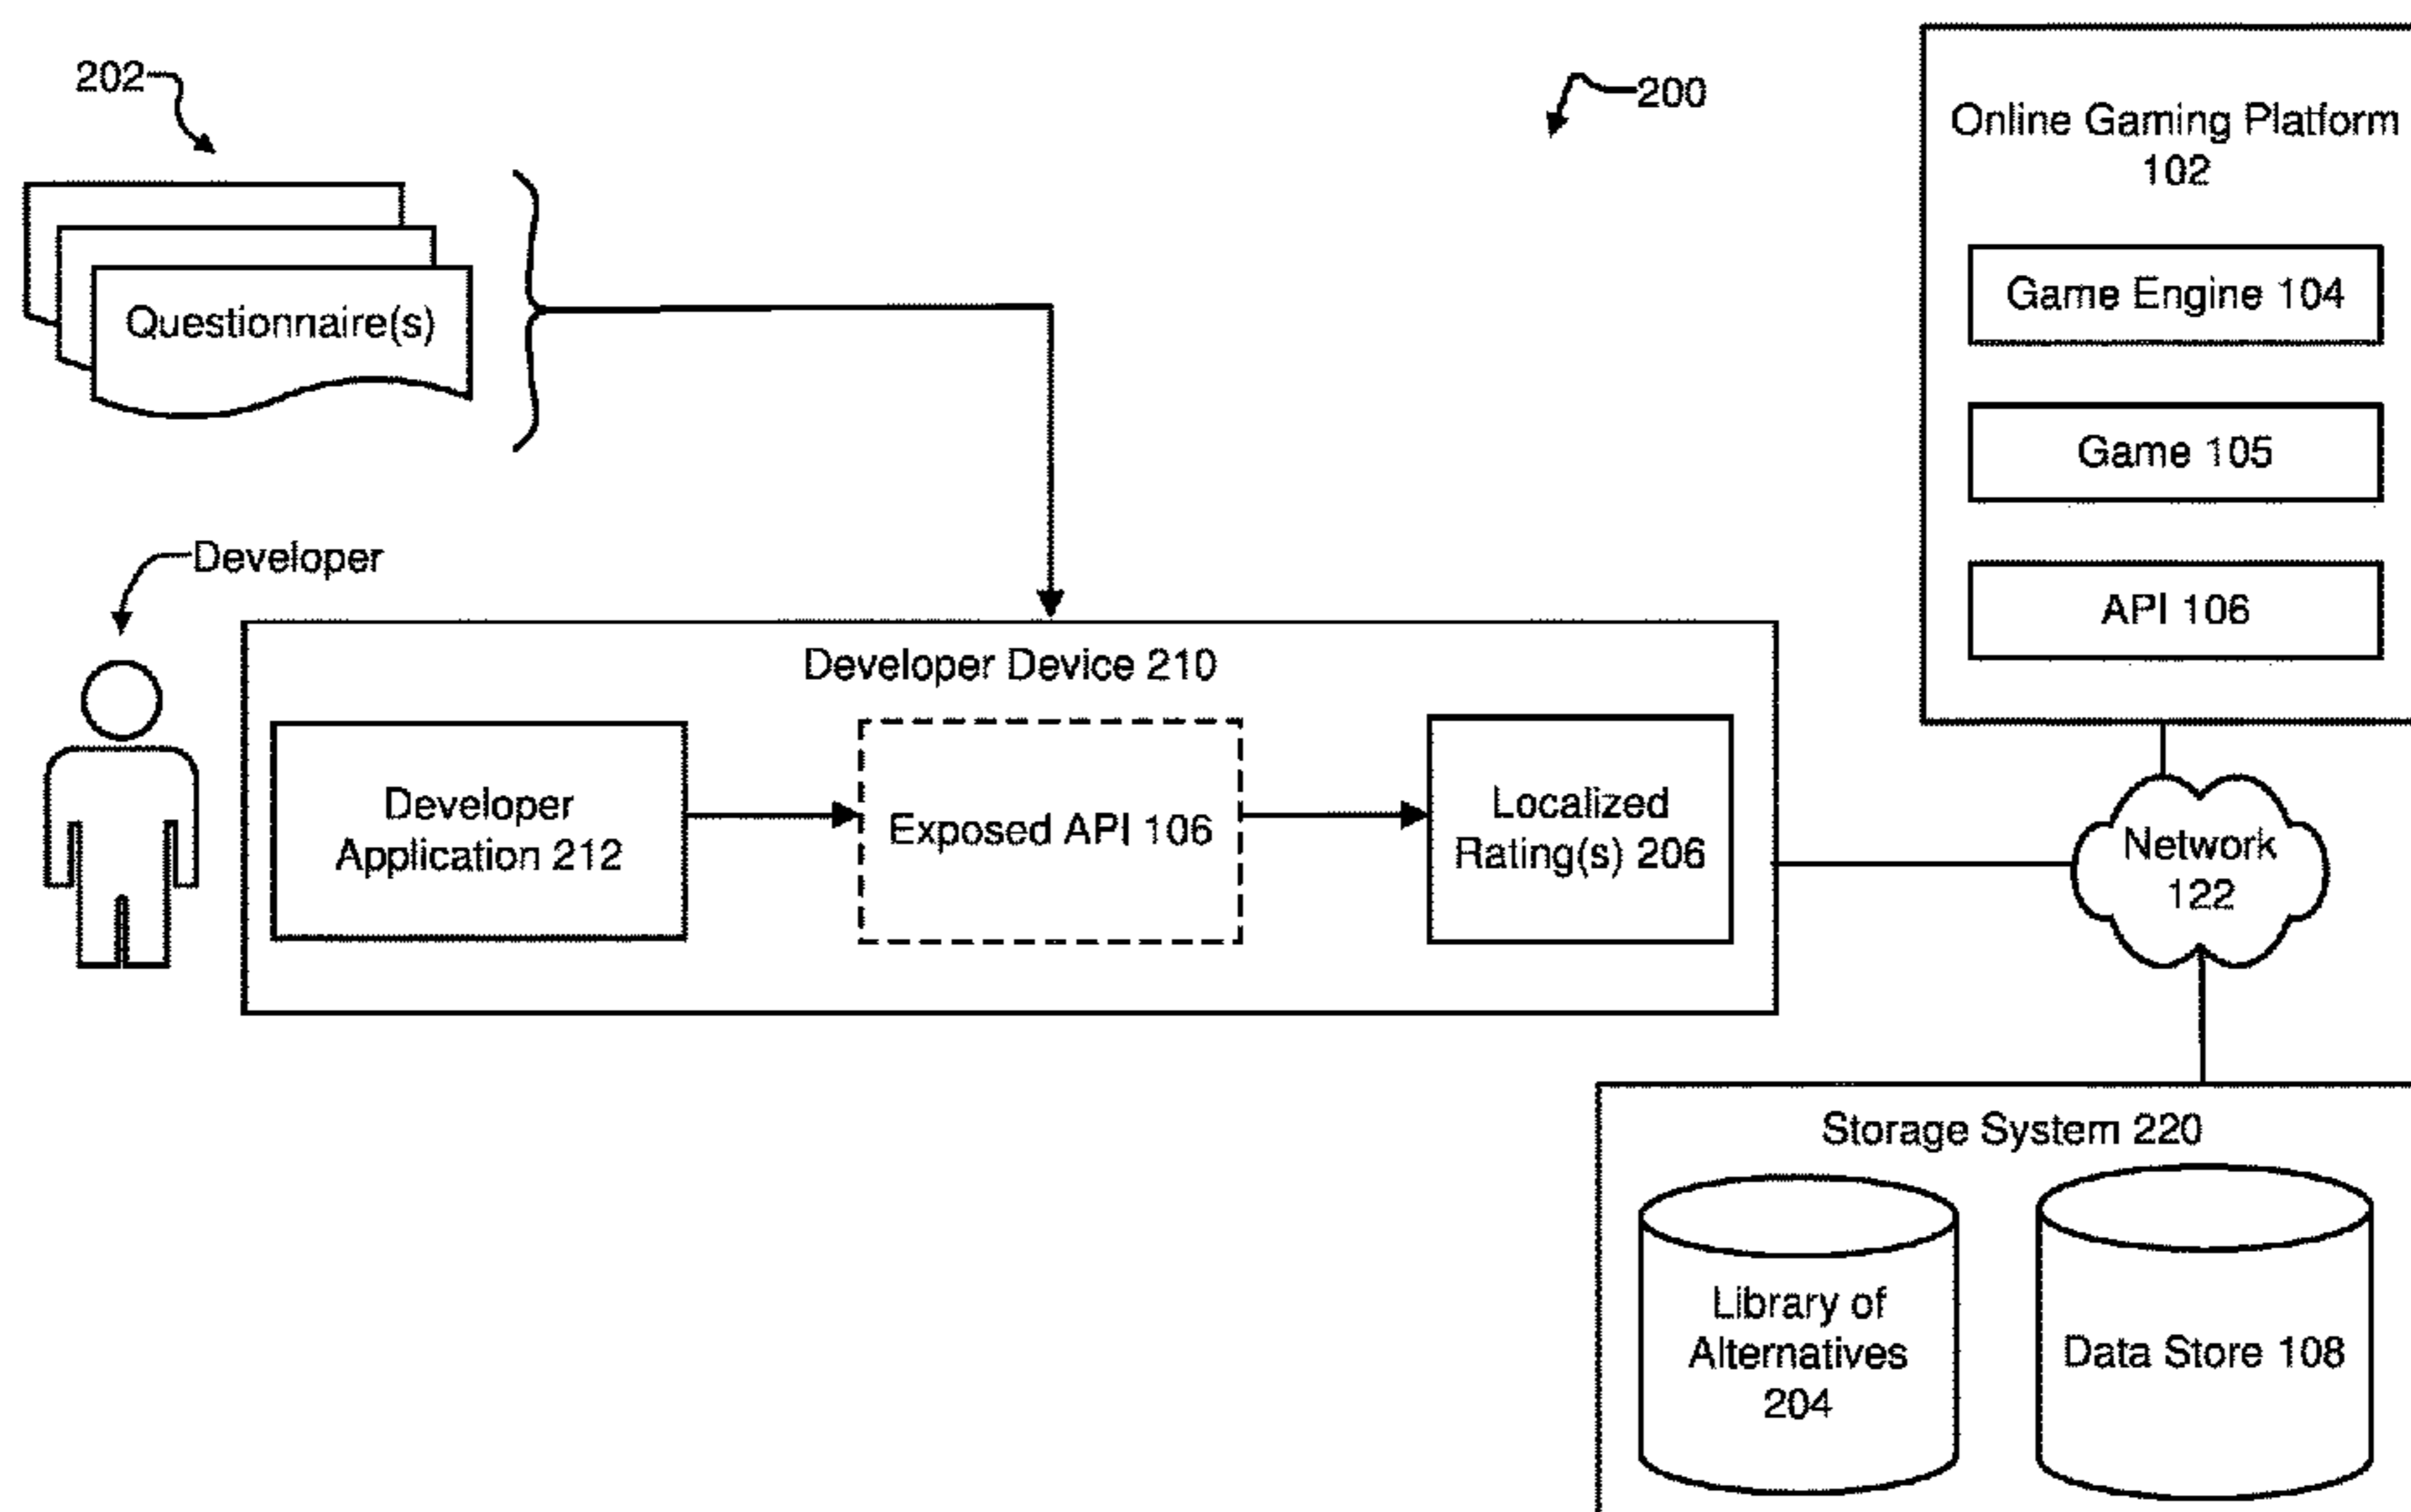 202
200
Online Gaming Platform
102
Game Engine 104
Game 105
API 106
Questionnaire(s)
Developer
Developer Device 210
Developer
Application 212
Exposed API 106
Localized
Rating(s) 206
Network
122
Storage System 220
Library of
Alternatives
204
Data Store 108